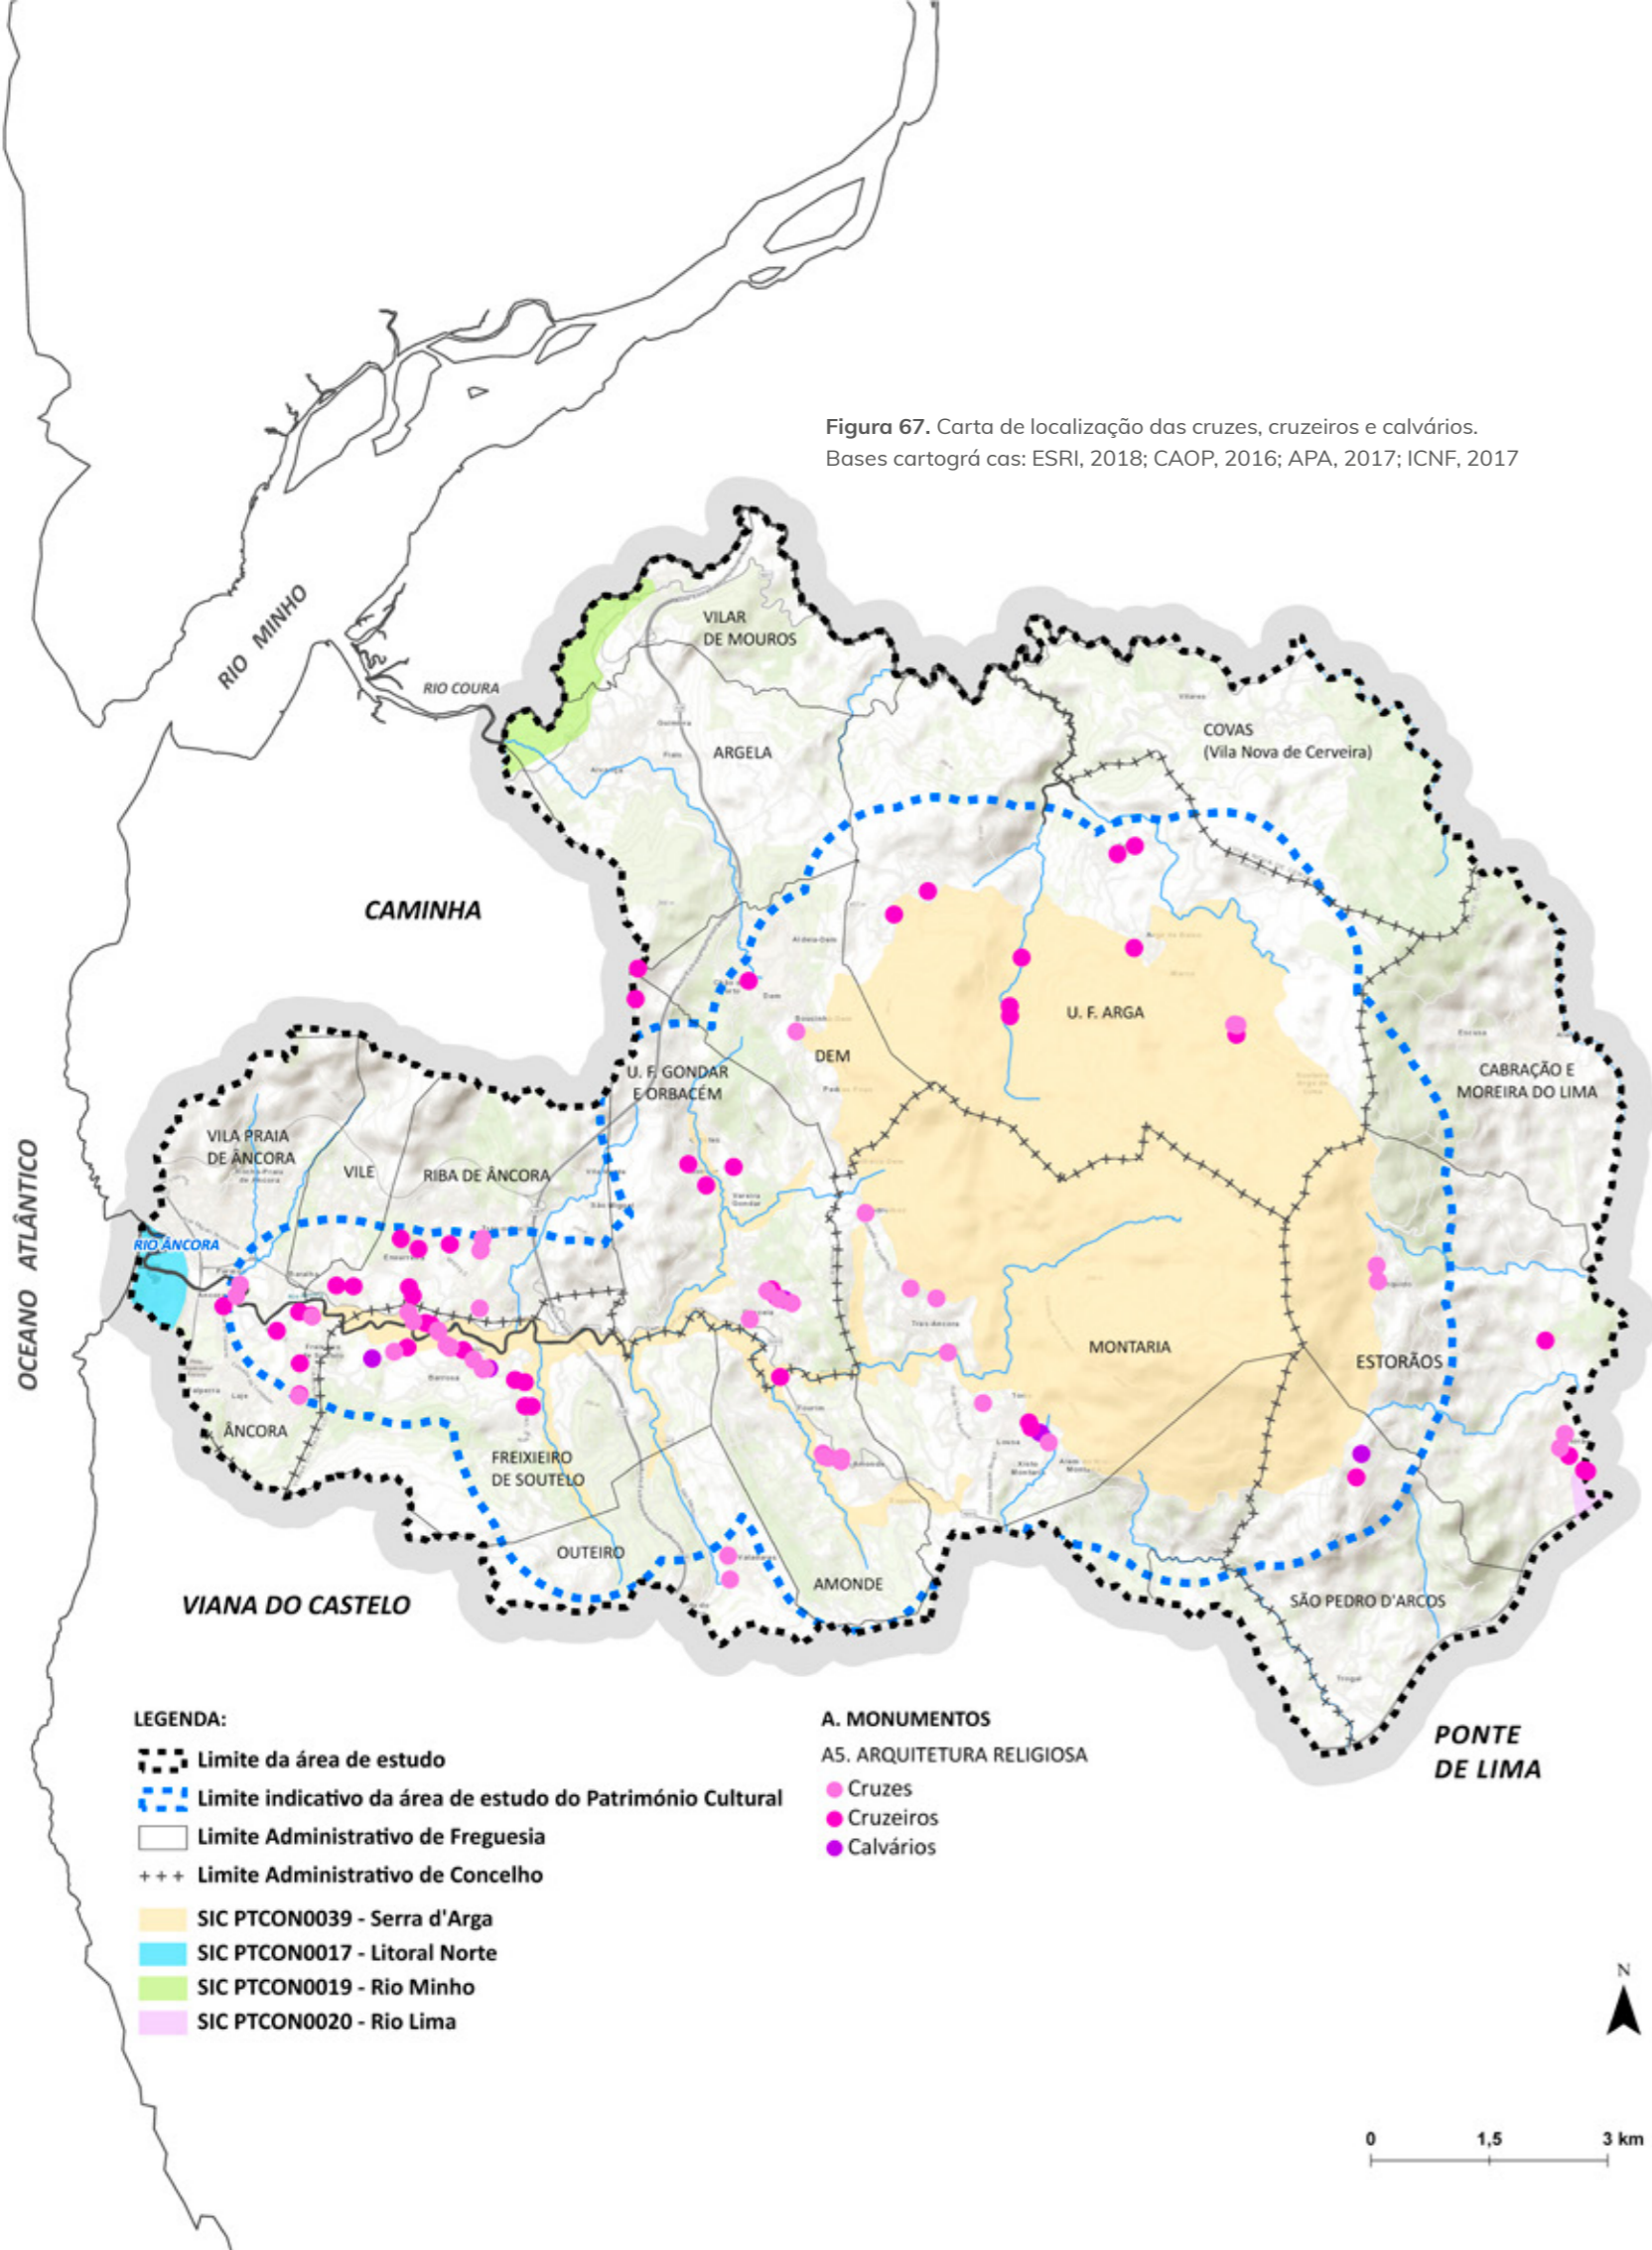 Figura 67. Carta de localização das cruzes, cruzeiros e calvários.
Bases cartográ cas: ESRI, 2018; CAOP, 2016; APA, 2017; ICNF, 2017
RIO MINHO
RIO COURA
VILAR
DE MOUROS
ARGELA
COVAS
(Vila Nova de Cerveira)
CAMINHA
U. F. ARGA
DEM
U. F. GONDAR
E ORBACÉM
CABRAÇÃO E
MOREIRA DO LIMA
VILA PRAIA
DE ÂNCORA
VILE
RIBA DE ÂNCORA
OCEANO ATLÂNTICO
RIO ÂNCORA
MONTARIA
ESTORÃOS
ÂNCORA
FREIXIEIRO
DE SOUTELO
OUTEIRO
AMONDE
SÃO PEDRO D'ARCOS
VIANA DO CASTELO
PONTE
DE LIMA
LEGENDA:
Limite da área de estudo
Limite indicativo da área de estudo do Património Cultural
Limite Administrativo de Freguesia
+++ Limite Administrativo de Concelho
SIC PTCON0039 - Serra d'Arga
SIC PTCON0017 - Litoral Norte
SIC PTCON0019 - Rio Minho
SIC PTCON0020 - Rio Lima
A. MONUMENTOS
A5. ARQUITETURA RELIGIOSA
Cruzes
Cruzeiros
Calvários
N
0 1,5 3 km